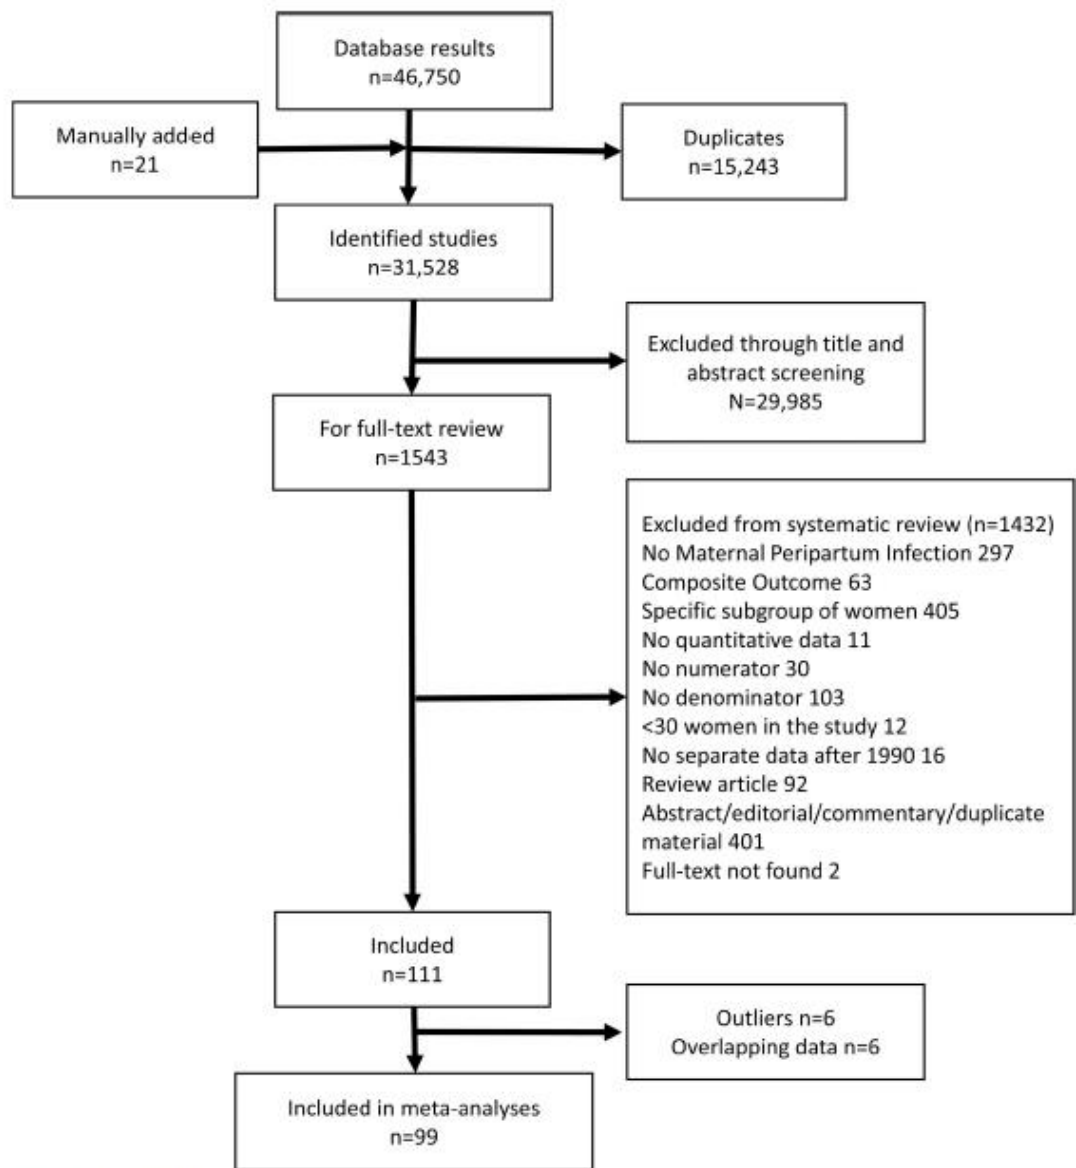 Database results
n=46,750
Manually added
n=21
Duplicates
n=15,243
Identified studies
n=31,528
Excluded through title and
abstract screening
N=29,985
For full-text review
n=1543
Excluded from systematic review (n=1432)
No Maternal Peripartum Infection 297
Composite Outcome 63
Specific subgroup of women 405
No quantitative data 11
No numerator 30
No denominator 103
<30 women in the study 12
No separate data after 1990 16
Review article 92
Abstract/editorial/commentary/duplicate
material 401
Full-text not found 2
Included
n=111
Outliers n=6
Overlapping data n=6
Included in meta-analyses
n=99